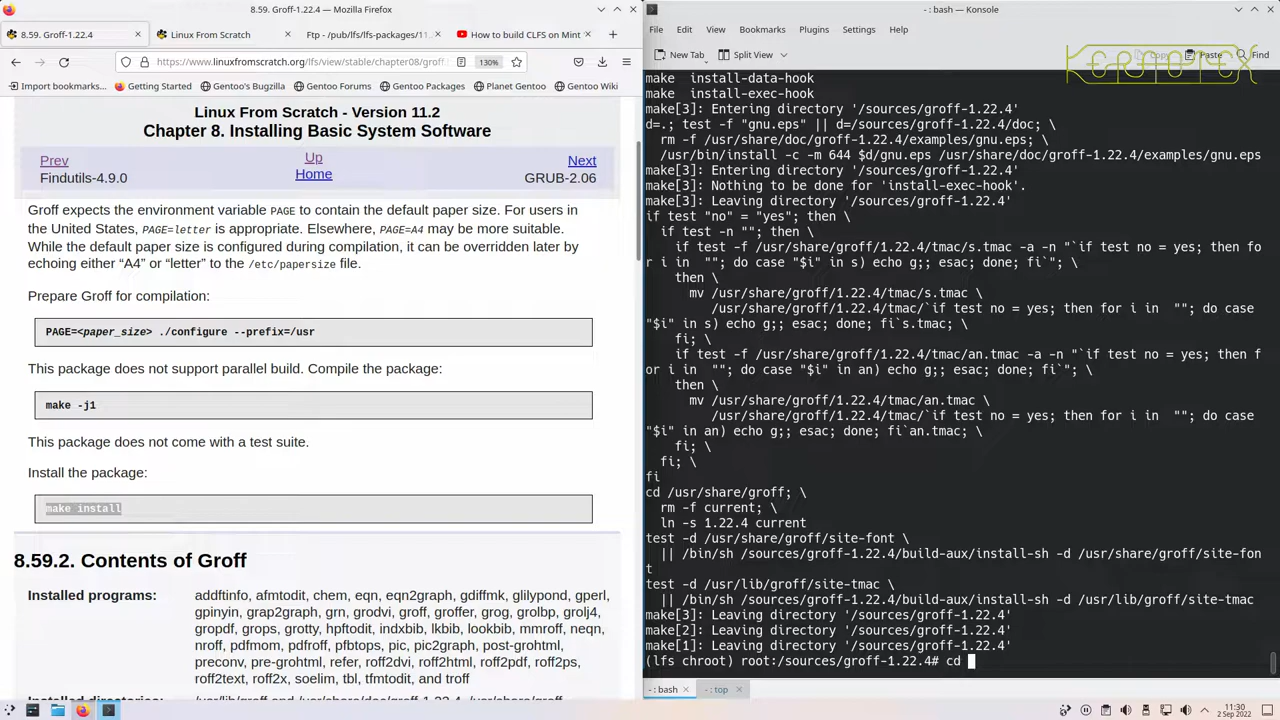 8.59. Groff-1.22.4 — Mozilla Firefox
8.59. Groff-1.22.4
Linux From Scratch
Ftp - /pub/lfs/lfs-packages/11.
How to build CLFS on Mint
https://www.linuxfromscratch.org/lfs/view/stable/chapter08/groff
130%
Import bookmarks...
Getting Started
Gentoo's Bugzilla
Gentoo Forums
Gentoo Packages
Planet Gentoo
Gentoo Wiki
Linux From Scratch - Version 11.2
Chapter 8. Installing Basic System Software
Prev
Up
Next
Findutils-4.9.0
Home
GRUB-2.06
Groff expects the environment variable PAGE to contain the default paper size. For users in
the United States, PAGE=letter is appropriate. Elsewhere, PAGE=A4 may be more suitable.
While the default paper size is configured during compilation, it can be overridden later by
echoing either “A4” or “letter” to the /etc/papersize file.
Prepare Groff for compilation:
PAGE=<paper_size> ./configure --prefix=/usr
This package does not support parallel build. Compile the package:
make -j1
This package does not come with a test suite.
Install the package:
make install
8.59.2. Contents of Groff
Installed programs:
addftinfo, afmtodit, chem, eqn, eqn2graph, gdiffmk, glilypond, gperl,
gpinyin, grap2graph, grn, grodvi, groff, groffer, grog, grolbp, grolj4,
gropdf, grops, grotty, hpftodit, indxbib, lkbib, lookbib, mmroff, neqn,
nroff, pdfmom, pdfroff, pfbtops, pic, pic2graph, post-grohtml,
preconv, pre-grohtml, refer, roff2dvi, roff2html, roff2pdf, roff2ps,
roff2text, roff2x, soelim, tbl, tfmtodit, and troff
Installed directories:
/usr/lib/groff and /usr/share/doc/groff-1.22.4, /usr/share/groff
- : bash — Konsole
File
Edit
View
Bookmarks
Plugins
Settings
Help
New Tab
Split View
Copy
Paste
Find
make  install-data-hook
make  install-exec-hook
make[3]: Entering directory '/sources/groff-1.22.4'
d=.; test -f "gnu.eps" || d=/sources/groff-1.22.4/doc; \
rm -f /usr/share/doc/groff-1.22.4/examples/gnu.eps; \
/usr/bin/install -c -m 644 $d/gnu.eps /usr/share/doc/groff-1.22.4/examples/gnu.eps
make[3]: Entering directory '/sources/groff-1.22.4'
make[3]: Nothing to be done for 'install-exec-hook'.
make[3]: Leaving directory '/sources/groff-1.22.4'
if test "no" = "yes"; then \
if test -n ""; then \
if test -f /usr/share/groff/1.22.4/tmac/s.tmac -a -n "`if test no = yes; then fo
r i in  ""; do case "$i" in s) echo g;; esac; done; fi`"; \
then \
mv /usr/share/groff/1.22.4/tmac/s.tmac \
/usr/share/groff/1.22.4/tmac/`if test no = yes; then for i in  ""; do case
"$i" in s) echo g;; esac; done; fi`s.tmac; \
fi; \
if test -f /usr/share/groff/1.22.4/tmac/an.tmac -a -n "`if test no = yes; then f
or i in  ""; do case "$i" in an) echo g;; esac; done; fi`"; \
then \
mv /usr/share/groff/1.22.4/tmac/an.tmac \
/usr/share/groff/1.22.4/tmac/`if test no = yes; then for i in  ""; do case
"$i" in an) echo g;; esac; done; fi`an.tmac; \
fi; \
fi; \
fi
cd /usr/share/groff; \
rm -f current; \
ln -s 1.22.4 current
test -d /usr/share/groff/site-font \
|| /bin/sh /sources/groff-1.22.4/build-aux/install-sh -d /usr/share/groff/site-fon
t
test -d /usr/lib/groff/site-tmac \
|| /bin/sh /sources/groff-1.22.4/build-aux/install-sh -d /usr/lib/groff/site-tmac
make[3]: Leaving directory '/sources/groff-1.22.4'
make[2]: Leaving directory '/sources/groff-1.22.4'
make[1]: Leaving directory '/sources/groff-1.22.4'
(lfs chroot) root:/sources/groff-1.22.4# cd
- : bash
- : top
11:30
2 Sep 2022